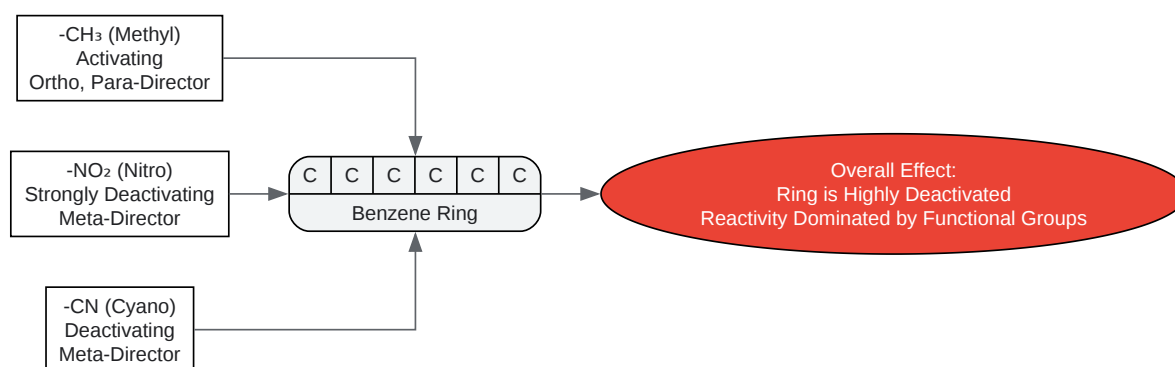 -CH₃ (Methyl)
Activating
Ortho, Para-Director
-NO₂ (Nitro)
Strongly Deactivating
Meta-Director
-CN (Cyano)
Deactivating
Meta-Director
C C C C C C
Benzene Ring
Overall Effect:
Ring is Highly Deactivated
Reactivity Dominated by Functional Groups